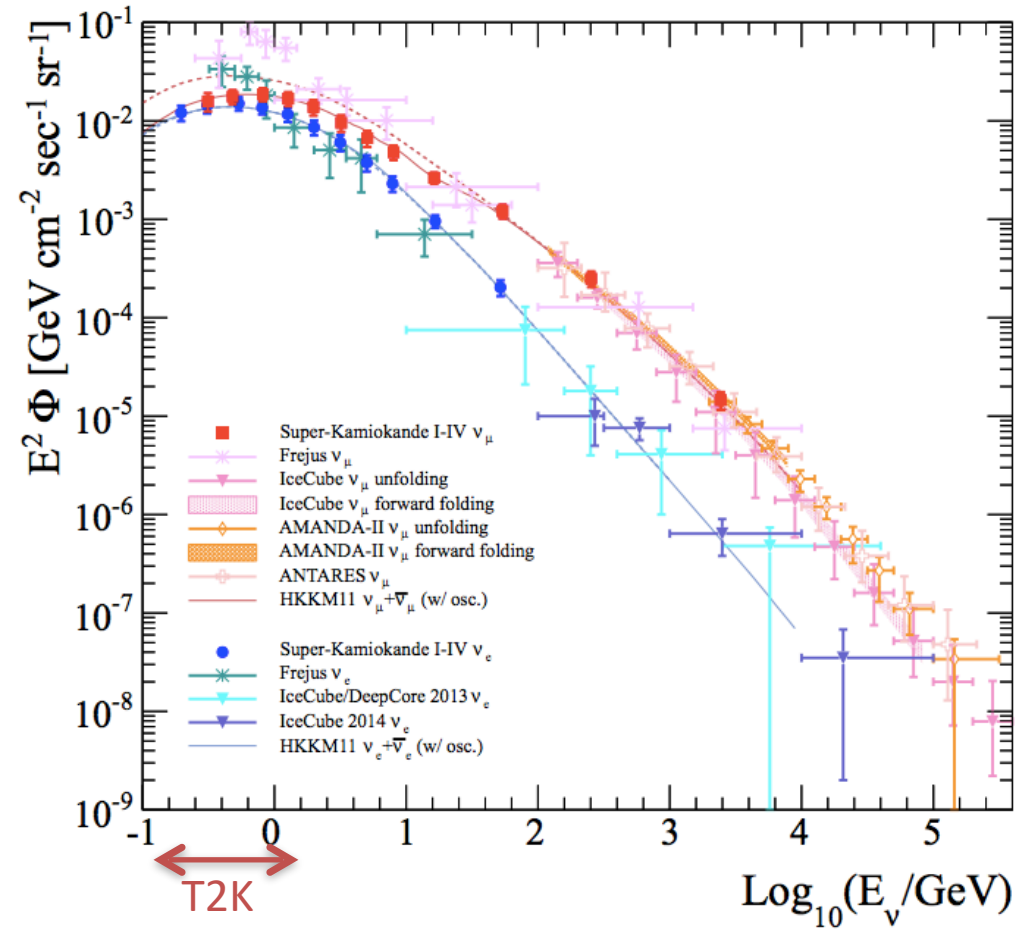 E² Φ [GeV cm⁻² sec⁻¹ sr⁻¹]
10⁻¹
10⁻²
10⁻³
10⁻⁴
10⁻⁵
10⁻⁶
10⁻⁷
10⁻⁸
10⁻⁹
Super-Kamiokande I-IV ν_μ
Frejus ν_μ
IceCube ν_μ unfolding
IceCube ν_μ forward folding
AMANDA-II ν_μ unfolding
AMANDA-II ν_μ forward folding
ANTARES ν_μ
HKKM11 ν_μ+ν̅_μ (w/ osc.)
Super-Kamiokande I-IV ν_e
Frejus ν_e
IceCube/DeepCore 2013 ν_e
IceCube 2014 ν_e
HKKM11 ν_e+ν̅_e (w/ osc.)
-1 0 1 2 3 4 5
T2K
Log₁₀(E_ν/GeV)